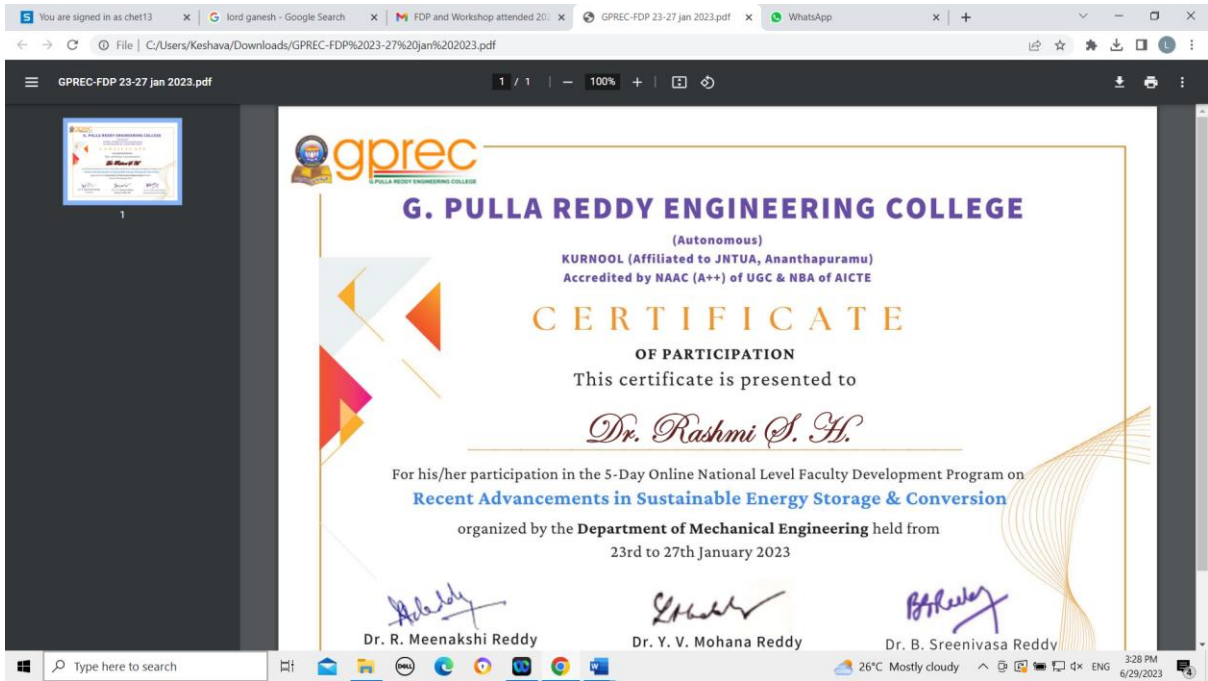 You are signed in as chet13
lord ganesh - Google Search
FDP and Workshop attended 202
GPREC-FDP 23-27 jan 2023.pdf
WhatsApp
File | C:/Users/Keshava/Downloads/GPREC-FDP%2023-27%20jan%202023.pdf
GPREC-FDP 23-27 jan 2023.pdf
1 / 1 | 100%
1
gprec
G.PULLA REDDY ENGINEERING COLLEGE
G. PULLA REDDY ENGINEERING COLLEGE
(Autonomous)
KURNOOL (Affiliated to JNTUA, Ananthapuramu)
Accredited by NAAC (A++) of UGC & NBA of AICTE
CERTIFICATE
OF PARTICIPATION
This certificate is presented to
Dr. Rashmi S. H.
For his/her participation in the 5-Day Online National Level Faculty Development Program on
Recent Advancements in Sustainable Energy Storage & Conversion
organized by the Department of Mechanical Engineering held from
23rd to 27th January 2023
Dr. R. Meenakshi Reddy
Dr. Y. V. Mohana Reddy
Dr. B. Sreenivasa Reddy
Type here to search
26°C Mostly cloudy
ENG
3:28 PM
6/29/2023